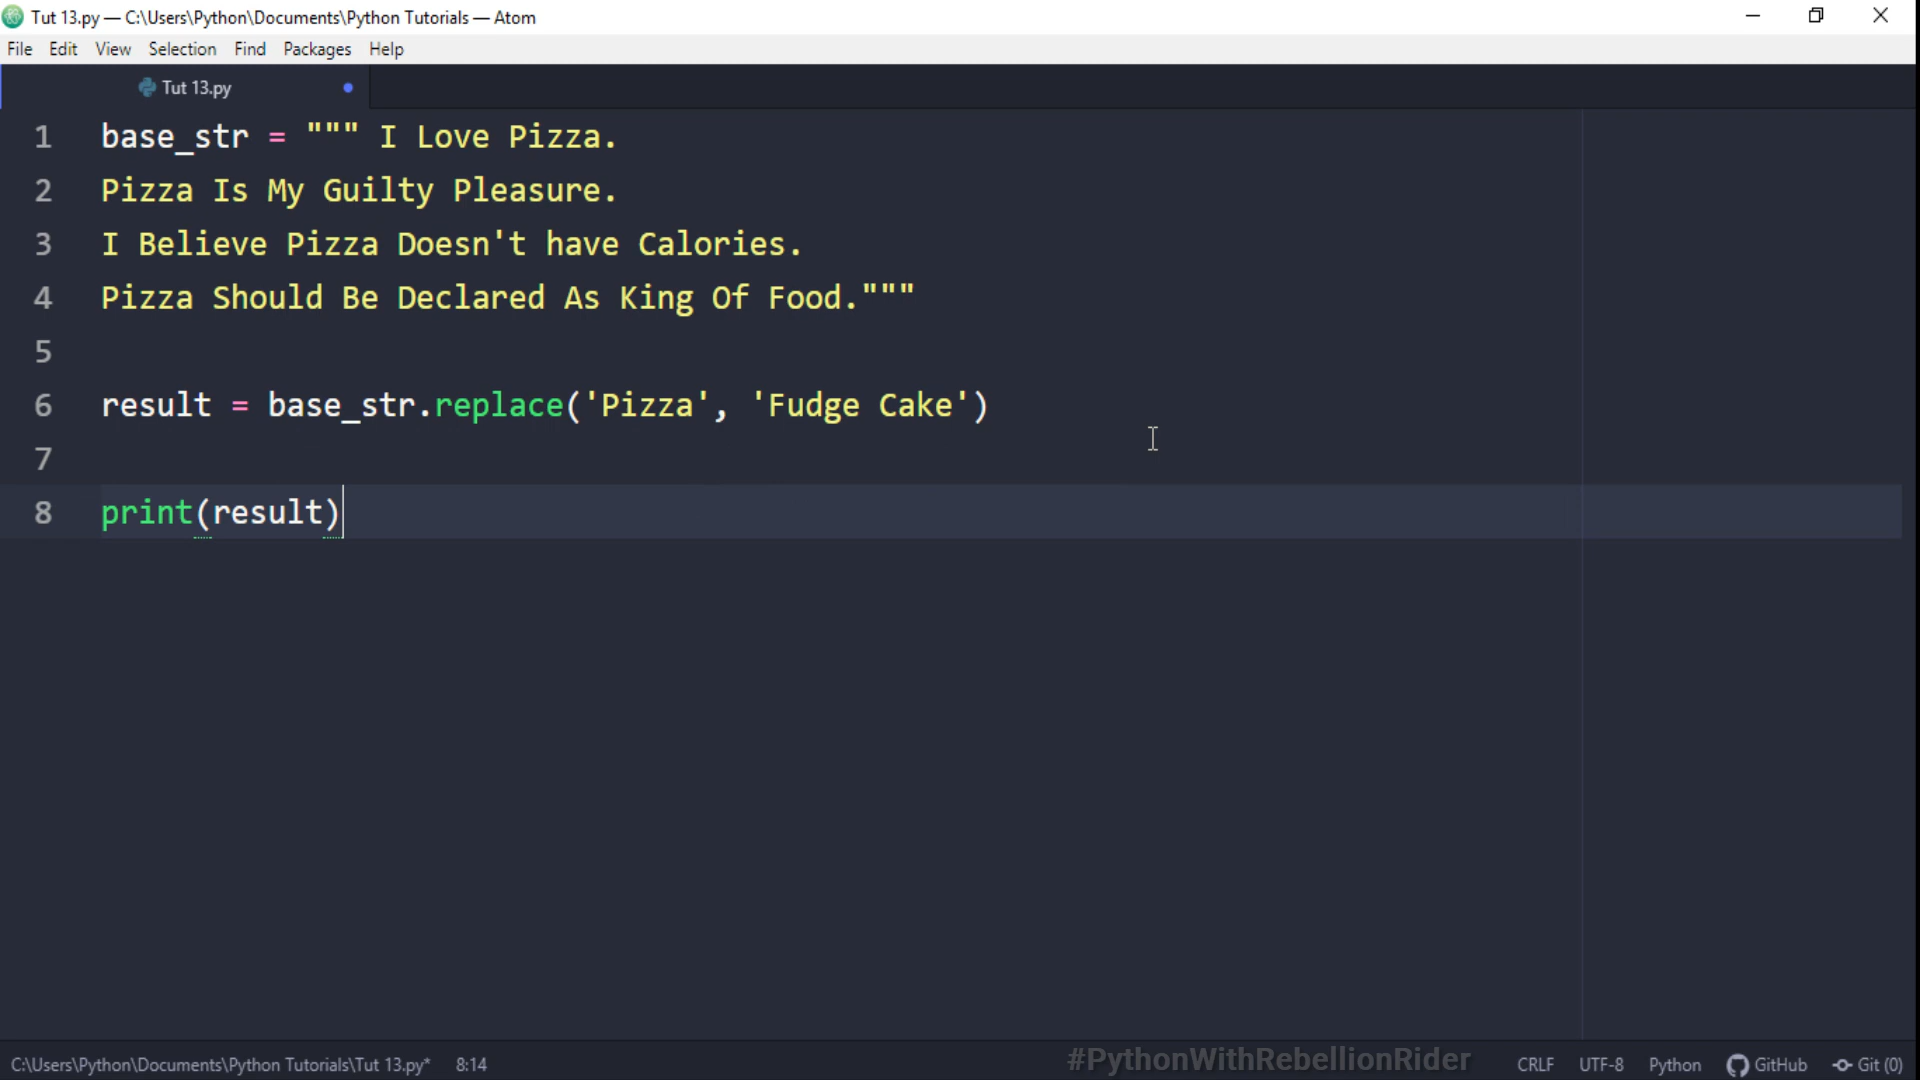 Tut 13.py — C:\Users\Python\Documents\Python Tutorials — Atom
File Edit View Selection Find Packages Help
Tut 13.py
1 base_str = """ I Love Pizza.
2 Pizza Is My Guilty Pleasure.
3 I Believe Pizza Doesn't have Calories.
4 Pizza Should Be Declared As King Of Food."""
5
6 result = base_str.replace('Pizza', 'Fudge Cake')
7
8 print(result)
C:\Users\Python\Documents\Python Tutorials\Tut 13.py* 8:14 #PythonWithRebellionRider CRLF UTF-8 Python GitHub Git (0)